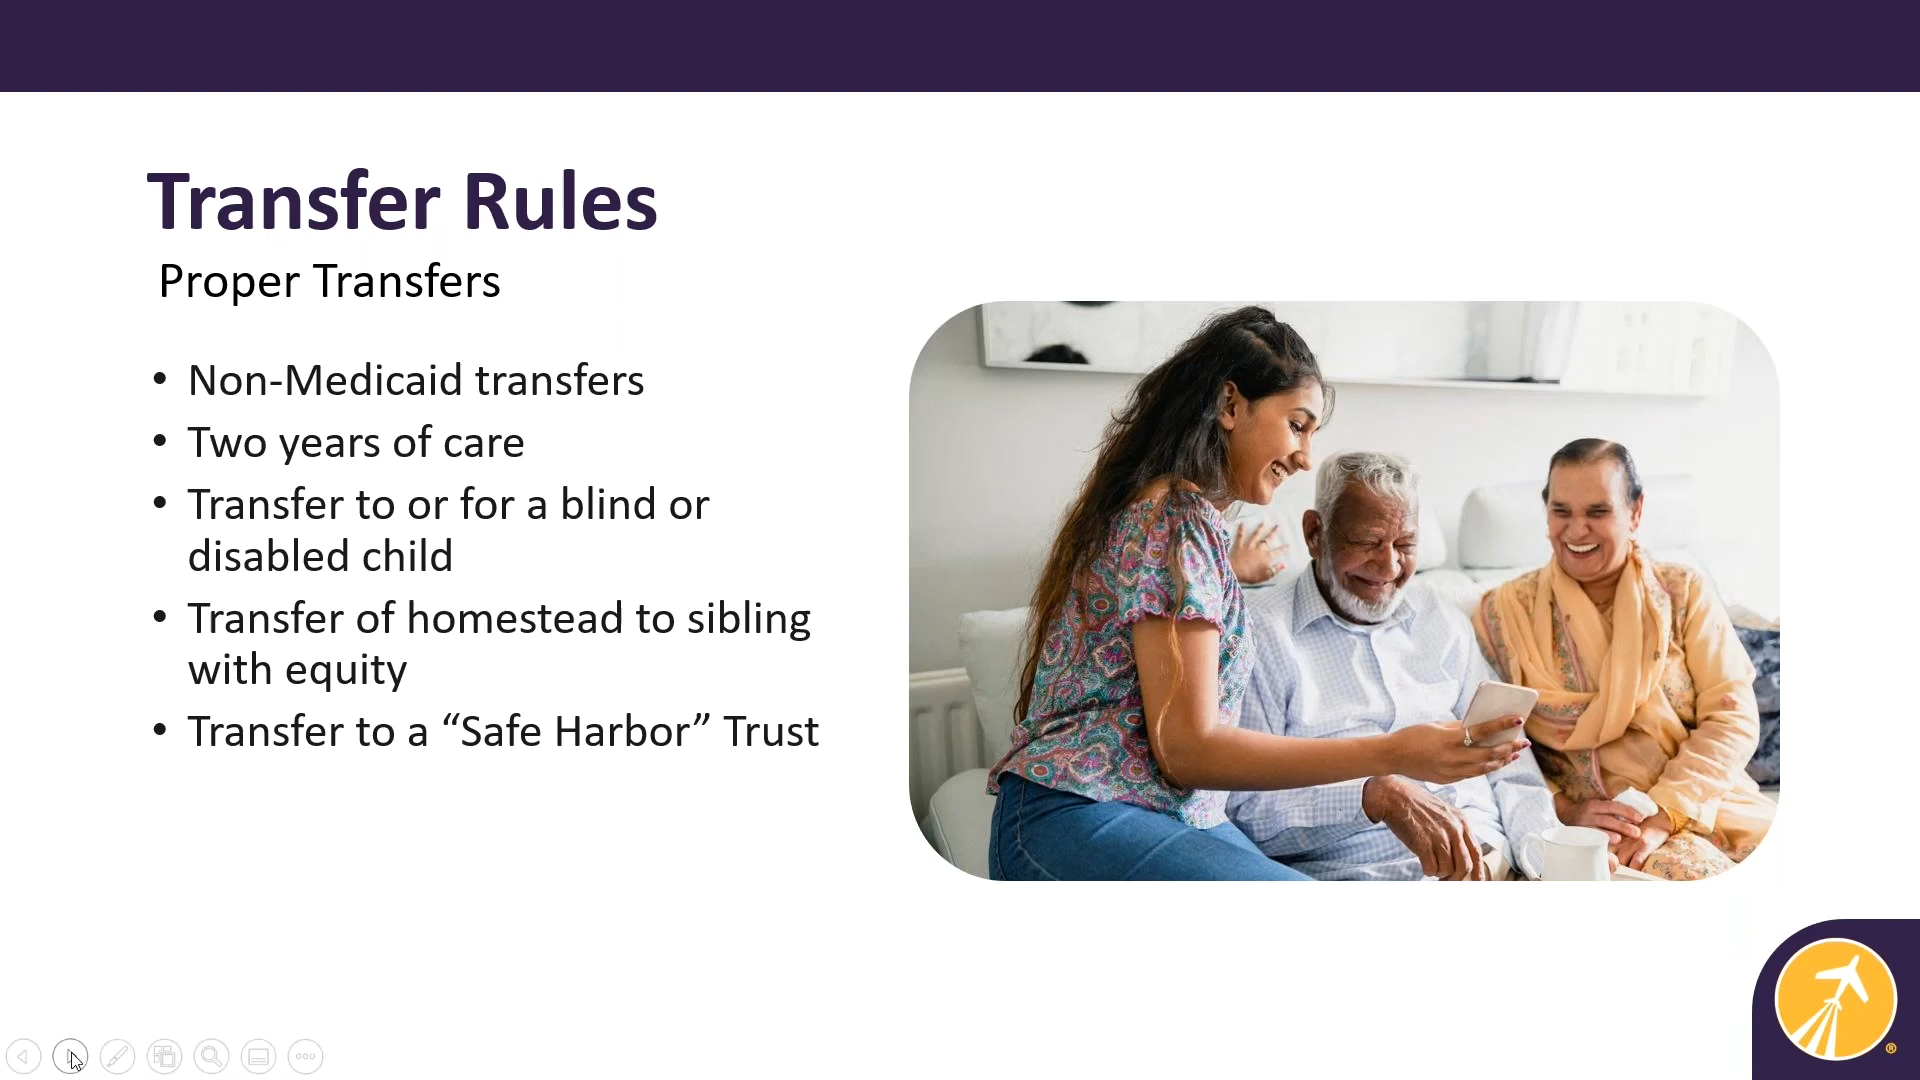 Transfer Rules
Proper Transfers
• Non-Medicaid transfers
• Two years of care
• Transfer to or for a blind or
disabled child
• Transfer of homestead to sibling
with equity
• Transfer to a “Safe Harbor” Trust
®